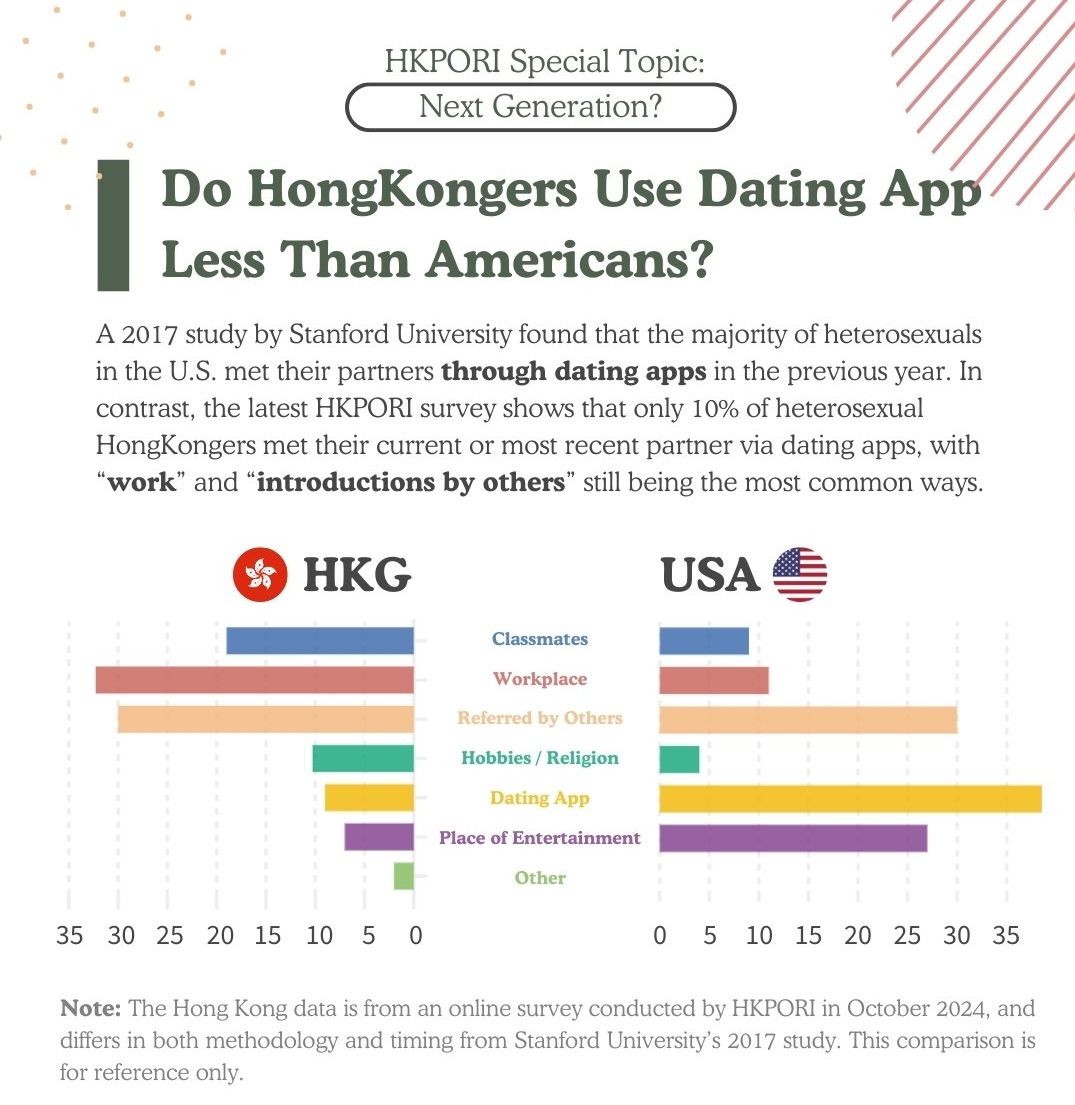 HKPORI Special Topic:
Next Generation?
Do HongKongers Use Dating App
Less Than Americans?
A 2017 study by Stanford University found that the majority of heterosexuals
in the U.S. met their partners through dating apps in the previous year. In
contrast, the latest HKPORI survey shows that only 10% of heterosexual
HongKongers met their current or most recent partner via dating apps, with
“work” and “introductions by others” still being the most common ways.
HKG
USA
Classmates
Workplace
Referred by Others
Hobbies / Religion
Dating App
Place of Entertainment
Other
35 30 25 20 15 10 5 0
0 5 10 15 20 25 30 35
Note: The Hong Kong data is from an online survey conducted by HKPORI in October 2024, and
differs in both methodology and timing from Stanford University’s 2017 study. This comparison is
for reference only.